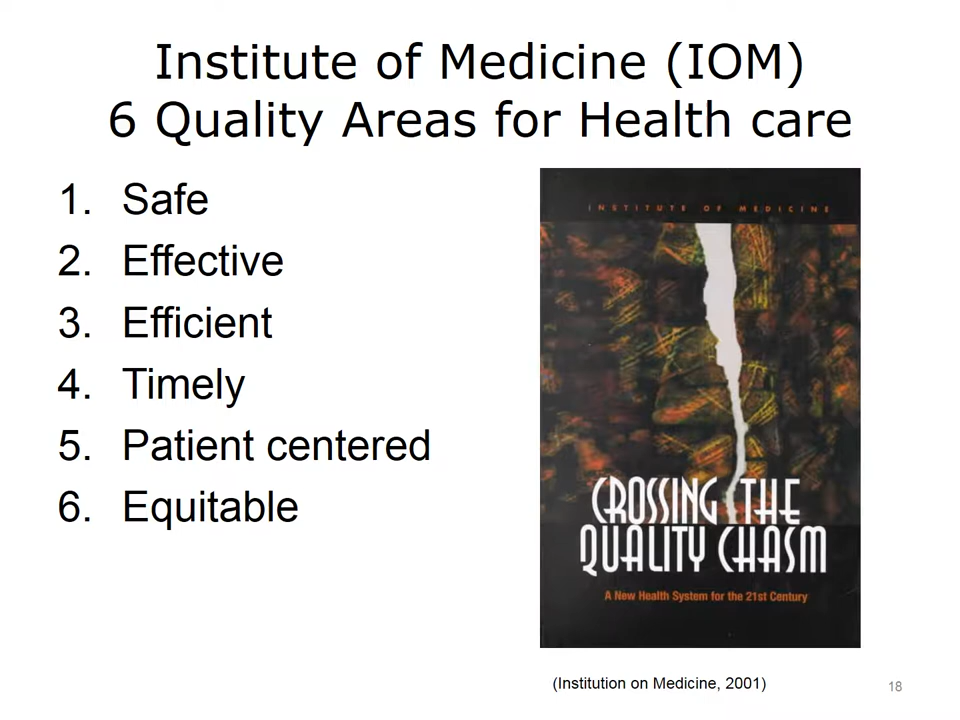 Institute of Medicine (IOM)
6 Quality Areas for Health care
1. Safe
2. Effective
3. Efficient
4. Timely
5. Patient centered
6. Equitable
INSTITUTE OF MEDICINE
CROSSING THE
QUALITY CHASM
A New Health System for the 21st Century
(Institution on Medicine, 2001)
18